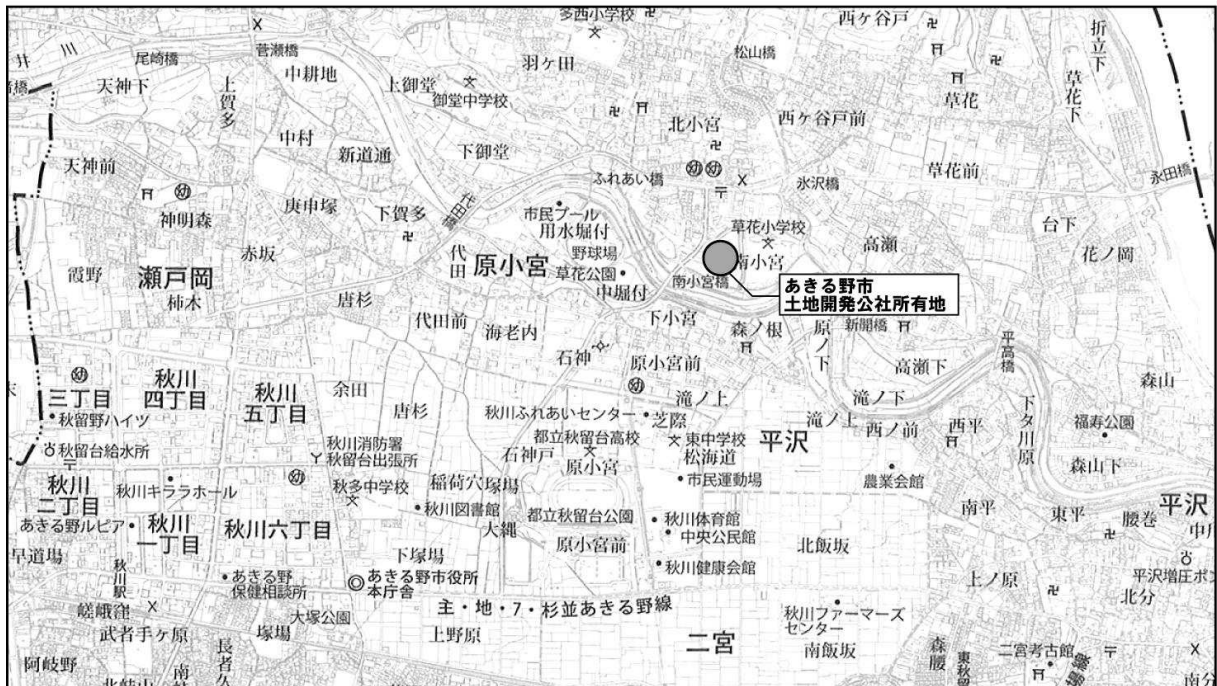 多西小学校
西ケ谷戸
折立下
尾崎橋
菅瀬橋
中耕地
上御堂
羽ヶ田
松山橋
天神下
上賀多
御堂中学校
草花
草花下
中村
北小宮
西ヶ谷戸前
天神前
新道通
下御堂
ふれあい橋
氷沢橋
草花前
永田橋
神明森
庚申塚
下賀多
代田橋
市民プール
用水堀付
草花小学校
台下
赤坂
代田
原小宮
野球場
南小宮
高瀬
花ノ岡
霞野
瀬戸岡
草花公園
南小宮橋
あきる野市
土地開発公社所有地
柿木
唐杉
中堀付
代田前
海老内
下小宮
森ノ根
原ノ下
新開橋
平高橋
石神
原小宮前
高瀬下
三丁目
秋川
四丁目
秋川
五丁目
余田
唐杉
滝ノ上
滝ノ下
森山
秋留野ハイツ
秋川ふれあいセンター
芝際
滝ノ上
西ノ前
西平
下タ川原
福寿公園
秋留台給水所
秋川消防署
秋留台出張所
都立秋留台高校
石神戸
東中学校
松海道
平沢
原小宮
森山下
秋川
二丁目
秋川キララホール
秋多中学校
稲荷穴
塚場
市民運動場
農業会館
平沢
あきる野ルピア
秋川
一丁目
秋川六丁目
秋川図書館
大縄
都立秋留台公園
秋川体育館
中央公民館
南平
東平
腰巻
早道場
下塚場
原小宮前
北飯坂
秋川健康会館
上ノ原
秋川駅
あきる野
保健相談所
あきる野市役所
本庁舎
平沢増圧ポン
北分
嵯峨窪
大塚公園
主・地・7・杉並あきる野線
秋川ファーマーズ
センター
武者手ヶ原
塚場
上野原
二宮
南飯坂
二宮考古館
阿岐野
長者久
森腰
東秋留
南分